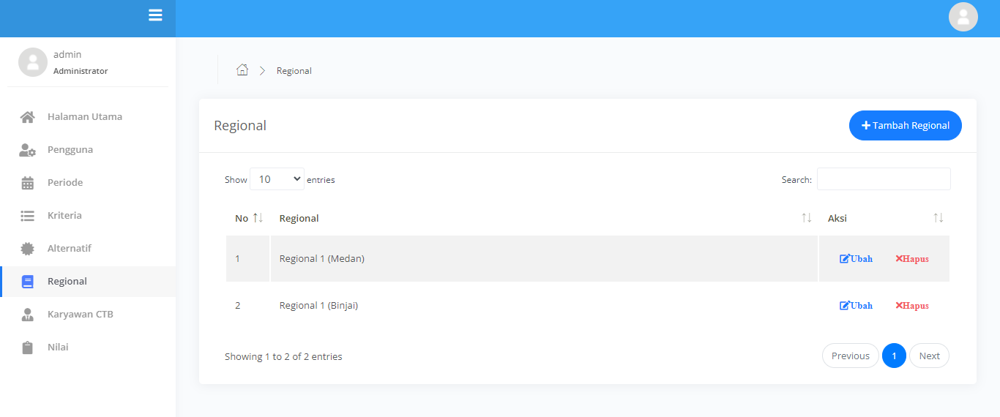 admin
Administrator
Halaman Utama
Pengguna
Periode
Kriteria
Alternatif
Regional
Karyawan CTB
Nilai
Regional
Regional
Tambah Regional
Show 10 entries
Search:
No Regional Aksi
1 Regional 1 (Medan) Ubah Hapus
2 Regional 1 (Binjai) Ubah Hapus
Showing 1 to 2 of 2 entries
Previous 1 Next